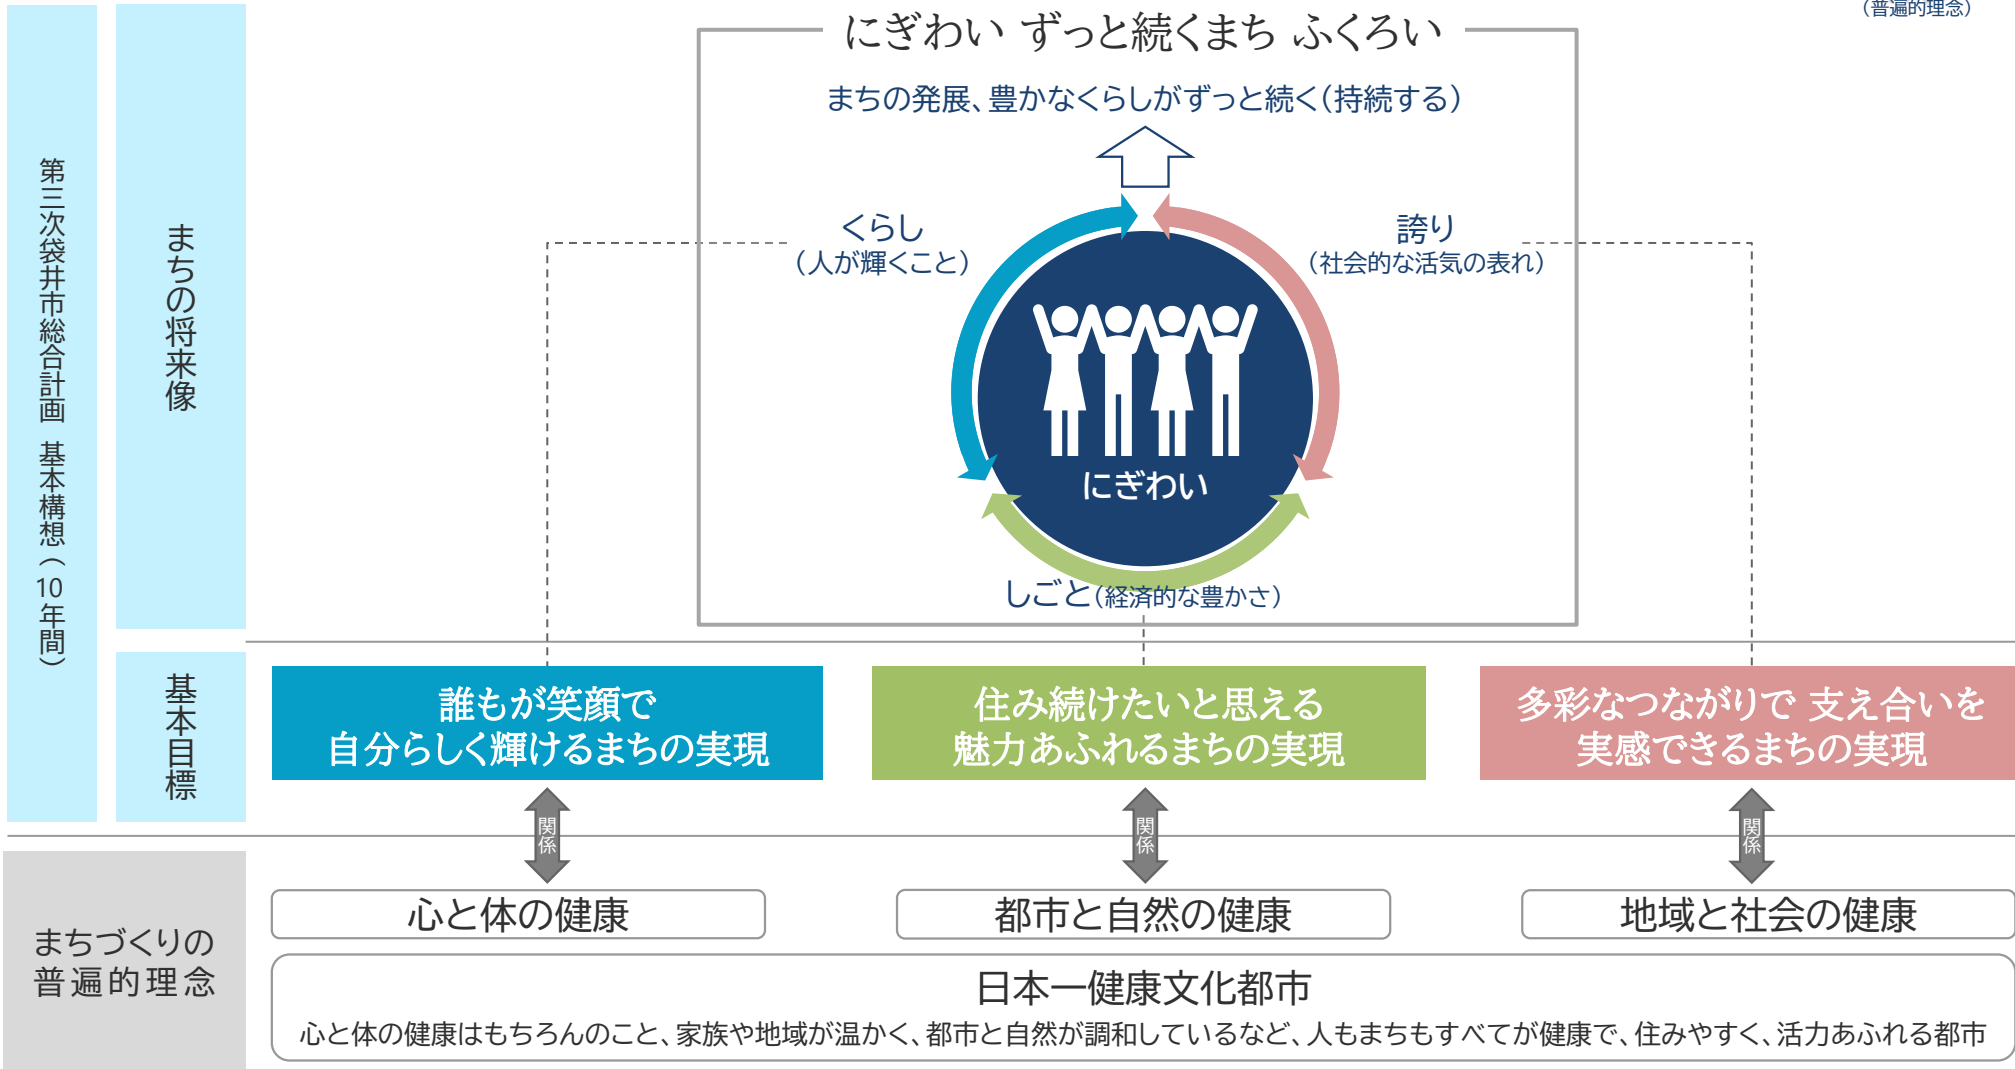 （普遍的理念）
にぎわい ずっと続くまち ふくろい
まちの発展、豊かなくらしがずっと続く（持続する）
第三次袋井市総合計画 基本構想（10年間）
まちの将来像
くらし
（人が輝くこと）
誇り
（社会的な活気の表れ）
にぎわい
しごと（経済的な豊かさ）
基本目標
誰もが笑顔で
自分らしく輝けるまちの実現
住み続けたいと思える
魅力あふれるまちの実現
多彩なつながりで 支え合いを
実感できるまちの実現
関係
関係
関係
まちづくりの
普遍的理念
心と体の健康
都市と自然の健康
地域と社会の健康
日本一健康文化都市
心と体の健康はもちろんのこと、家族や地域が温かく、都市と自然が調和しているなど、人もまちもすべてが健康で、住みやすく、活力あふれる都市